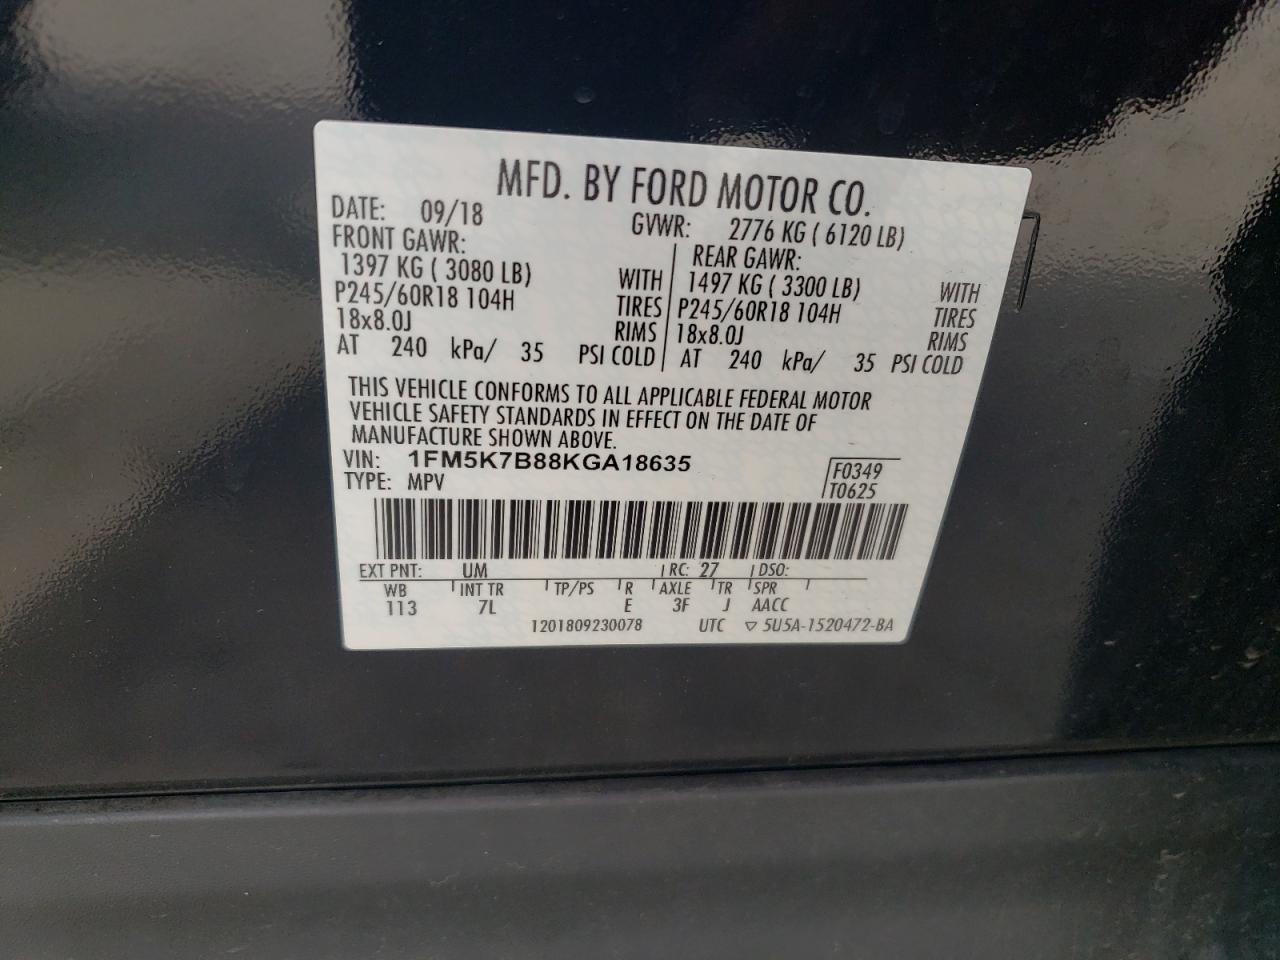 MFD. BY FORD MOTOR CO.
DATE: 09/18 GVWR: 2776 KG ( 6120 LB)
FRONT GAWR: REAR GAWR:
1397 KG ( 3080 LB) WITH 1497 KG ( 3300 LB) WITH
P245/60R18 104H TIRES P245/60R18 104H TIRES
18x8.0J RIMS 18x8.0J RIMS
AT 240 kPa/ 35 PSI COLD AT 240 kPa/ 35 PSI COLD
THIS VEHICLE CONFORMS TO ALL APPLICABLE FEDERAL MOTOR
VEHICLE SAFETY STANDARDS IN EFFECT ON THE DATE OF
MANUFACTURE SHOWN ABOVE.
VIN: 1FM5K7B88KGA18635 F0349
TYPE: MPV T0625
EXT PNT: UM RC: 27 DSO:
WB INT TR TP/PS R AXLE TR SPR
113 7L E 3F J AACC
1201809230078 UTC ▽ 5U5A-1520472-BA